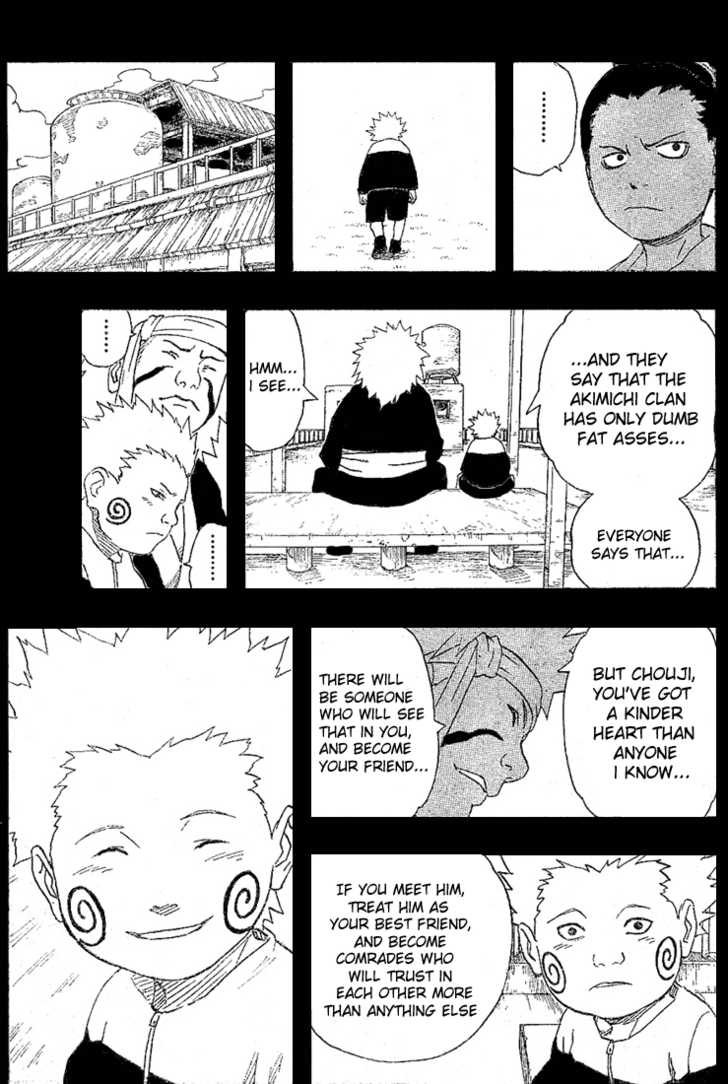 ...AND THEY
SAY THAT THE
AKIMICHI CLAN
HAS ONLY DUMB
FAT ASSES...
EVERYONE
SAYS THAT...
HMM...
I SEE...
BUT CHOUJI,
YOU'VE GOT
A KINDER
HEART THAN
ANYONE
I KNOW...
THERE WILL
BE SOMEONE
WHO WILL SEE
THAT IN YOU,
AND BECOME
YOUR FRIEND...
IF YOU MEET HIM,
TREAT HIM AS
YOUR BEST FRIEND,
AND BECOME
COMRADES WHO
WILL TRUST IN
EACH OTHER MORE
THAN ANYTHING ELSE